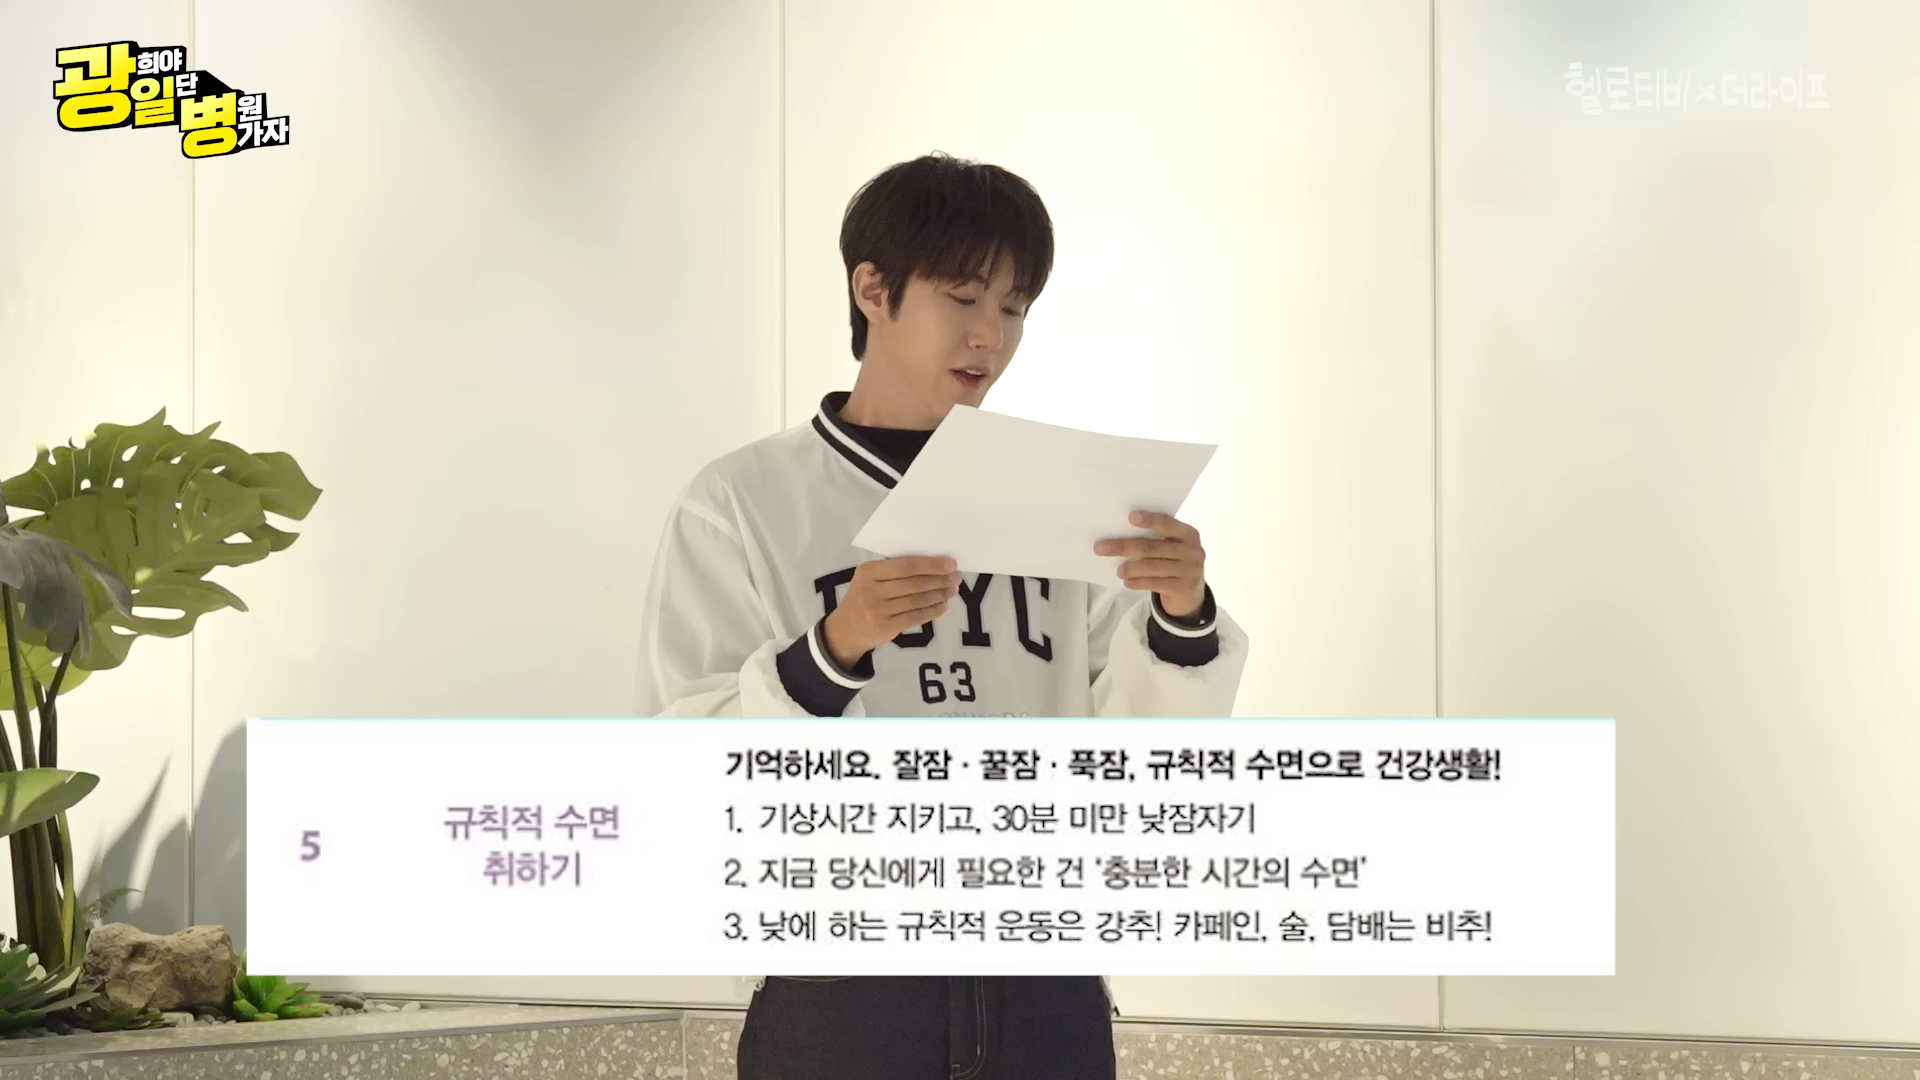 광희야
일단
병원
가자
헬로티비×더라이프
63
5
규칙적 수면
취하기
기억하세요. 잘잠 · 꿀잠 · 푹잠, 규칙적 수면으로 건강생활!
1. 기상시간 지키고, 30분 미만 낮잠자기
2. 지금 당신에게 필요한 건 ‘충분한 시간의 수면’
3. 낮에 하는 규칙적 운동은 강추! 카페인, 술, 담배는 비추!